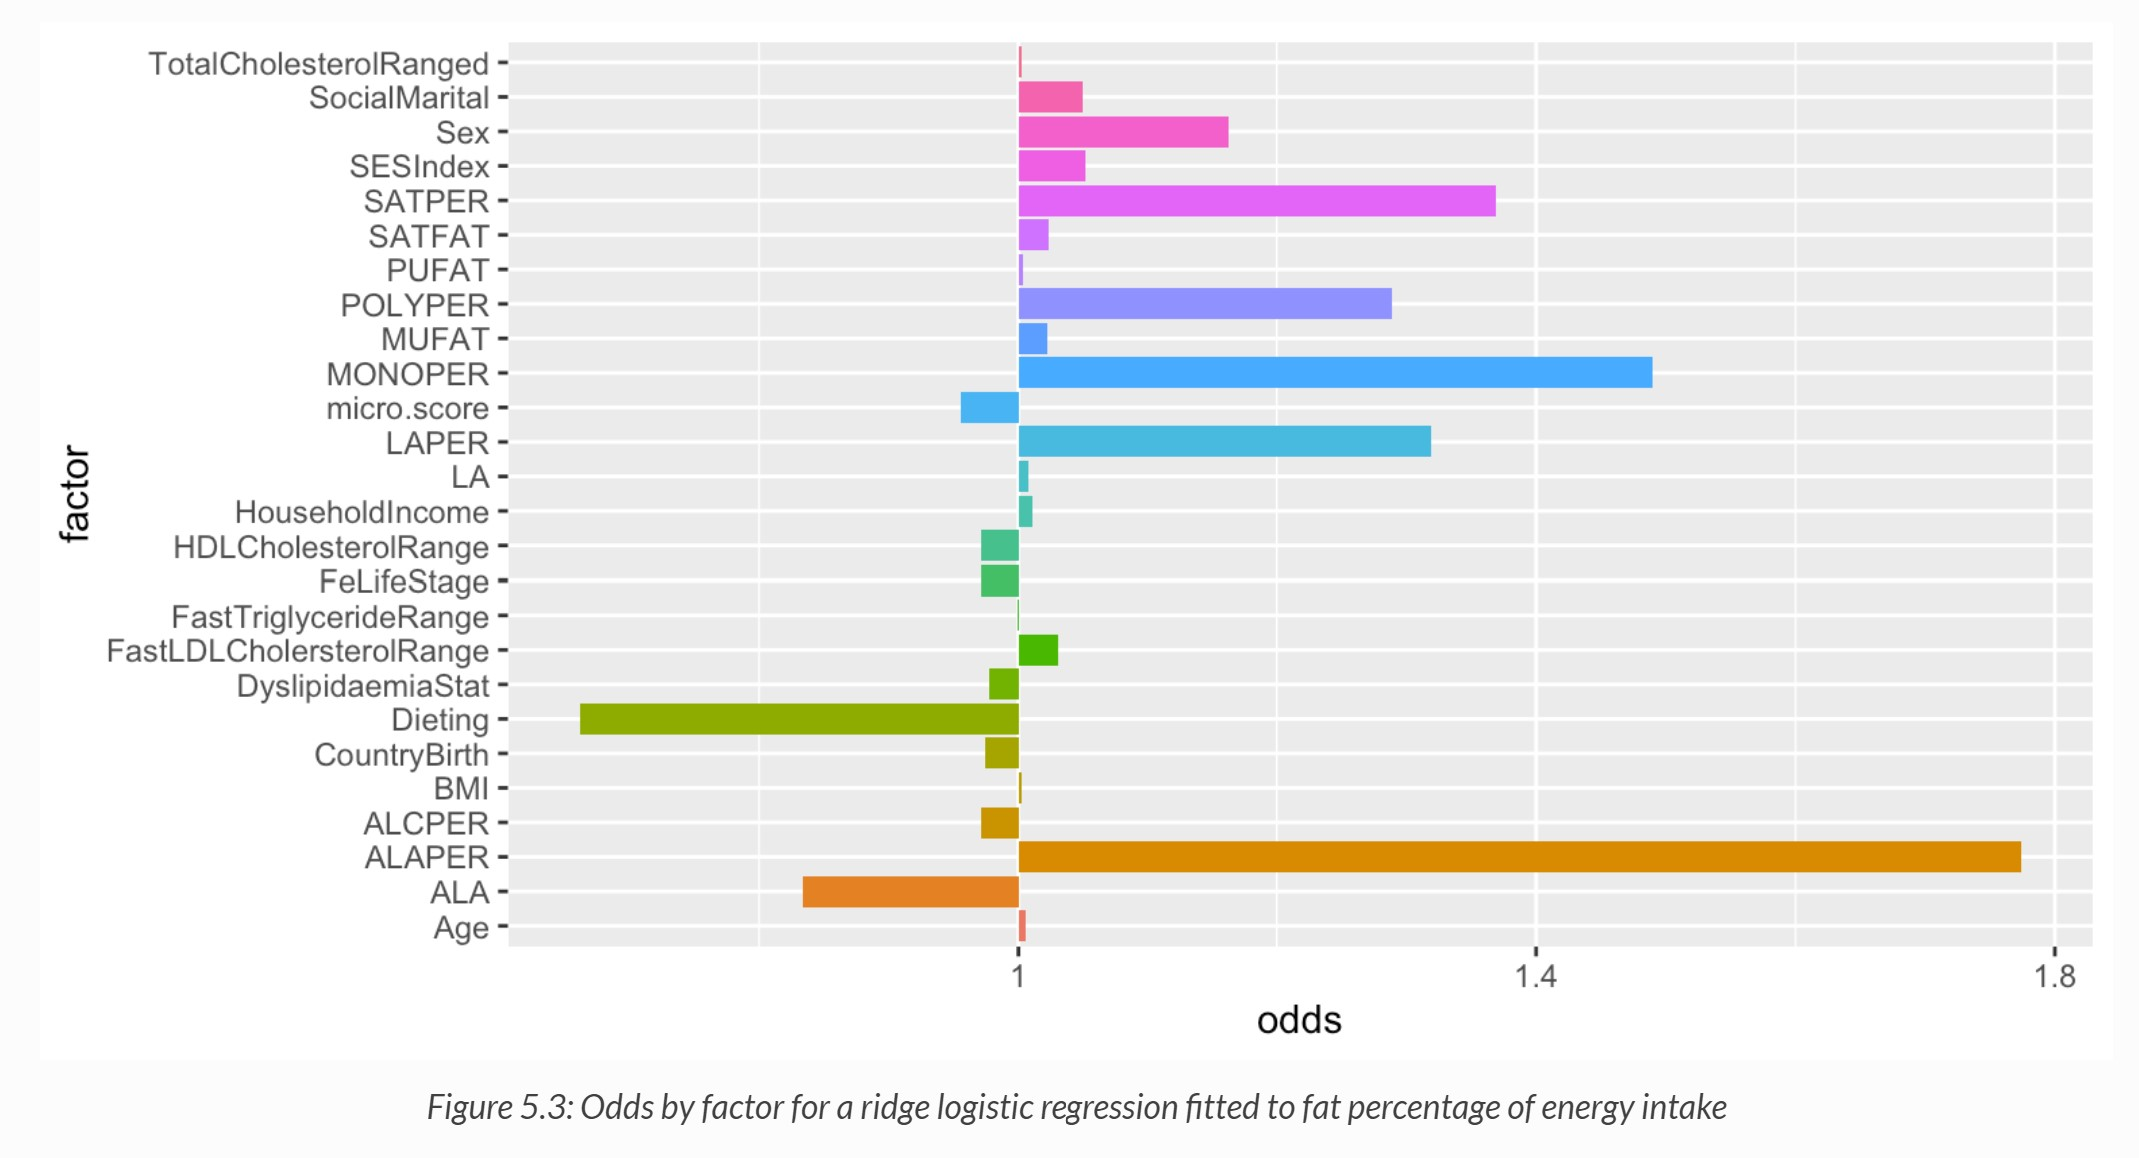 TotalCholesterolRanged
SocialMarital
Sex
SESIndex
SATPER
SATFAT
PUFAT
POLYPER
MUFAT
MONOPER
micro.score
LAPER
LA
HouseholdIncome
HDLCholesterolRange
FeLifeStage
FastTriglycerideRange
FastLDLCholersterolRange
DyslipidaemiaStat
Dieting
CountryBirth
BMI
ALCPER
ALAPER
ALA
Age
factor
1 1.4 1.8
odds
Figure 5.3: Odds by factor for a ridge logistic regression fitted to fat percentage of energy intake